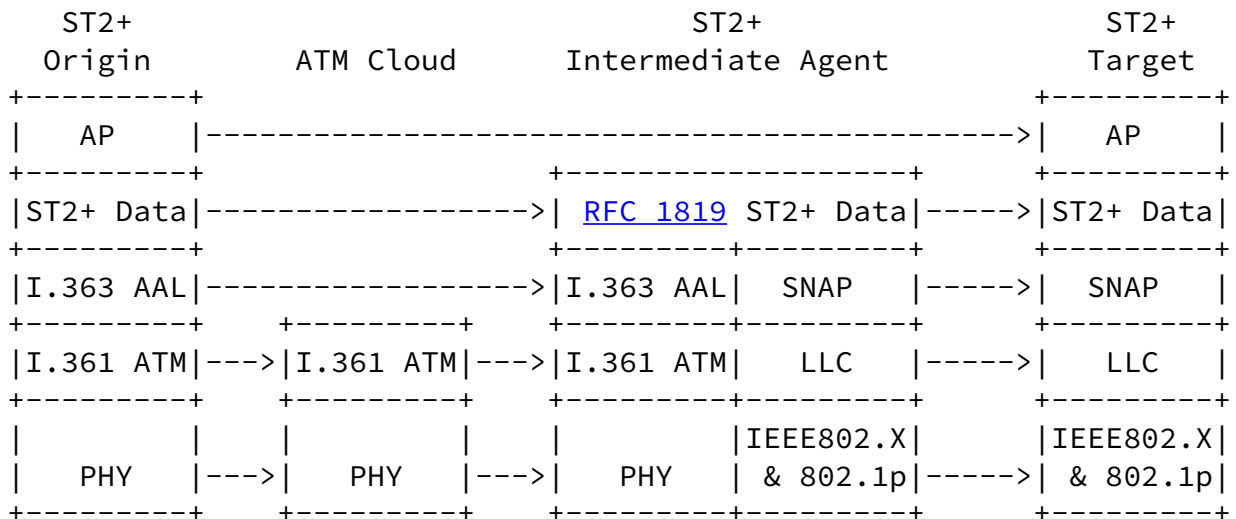 ST2+ ST2+ ST2+
Origin ATM Cloud Intermediate Agent Target
+---------+ +---------+
| AP |--------------------------------------------->| AP |
+---------+ +-------------------+ +---------+
|ST2+ Data|------------------>| RFC 1819 ST2+ Data|----->|ST2+ Data|
+---------+ +---------+---------+ +---------+
|I.363 AAL|------------------>|I.363 AAL| SNAP |----->| SNAP |
+---------+ +---------+ +---------+---------+ +---------+
|I.361 ATM|--->|I.361 ATM|--->|I.361 ATM| LLC |----->| LLC |
+---------+ +---------+ +---------+---------+ +---------+
| | | | | |IEEE802.X| |IEEE802.X|
| PHY |--->| PHY |--->| PHY | & 802.1p|----->| & 802.1p|
+---------+ +---------+ +---------+---------+ +---------+